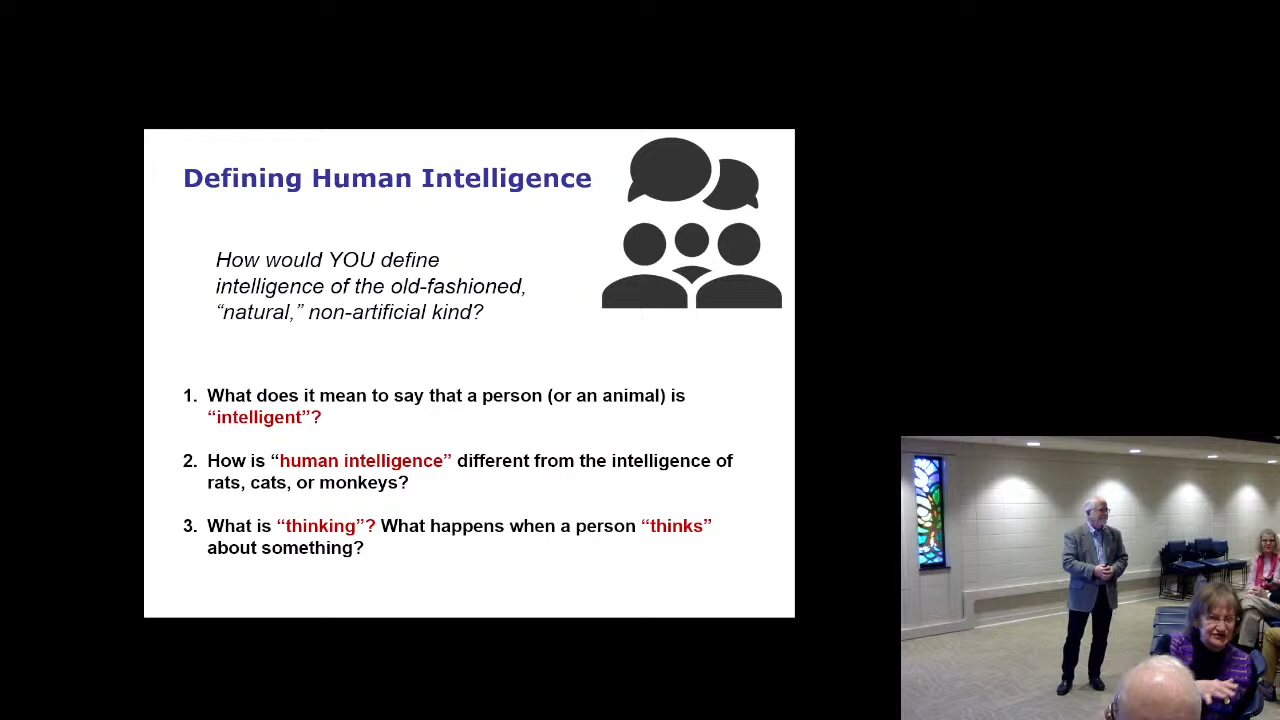 Defining Human Intelligence
How would YOU define
intelligence of the old-fashioned,
“natural,” non-artificial kind?
1. What does it mean to say that a person (or an animal) is
“intelligent”?
2. How is “human intelligence” different from the intelligence of
rats, cats, or monkeys?
3. What is “thinking”? What happens when a person “thinks”
about something?